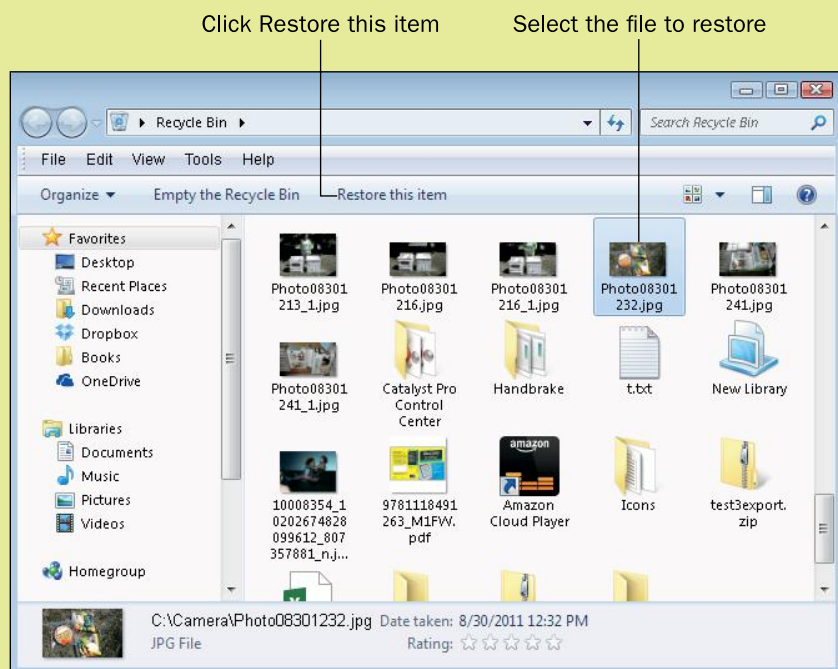 Click Restore this item
Select the file to restore
Recycle Bin
Search Recycle Bin
File Edit View Tools Help
Organize Empty the Recycle Bin Restore this item
Favorites
Desktop
Recent Places
Downloads
Dropbox
Books
OneDrive
Libraries
Documents
Music
Pictures
Videos
Homegroup
Photo08301
213_1.jpg
Photo08301
216.jpg
Photo08301
216_1.jpg
Photo08301
232.jpg
Photo08301
241.jpg
Photo08301
241_1.jpg
Catalyst Pro
Control
Center
Handbrake
t.txt
New Library
10008354_1
0202674828
099612_807
357881_n.j...
9781118491
263_M1FW.
pdf
amazon
Amazon
Cloud Player
Icons
test3export.
zip
C:\Camera\Photo08301232.jpg Date taken: 8/30/2011 12:32 PM
JPG File Rating: